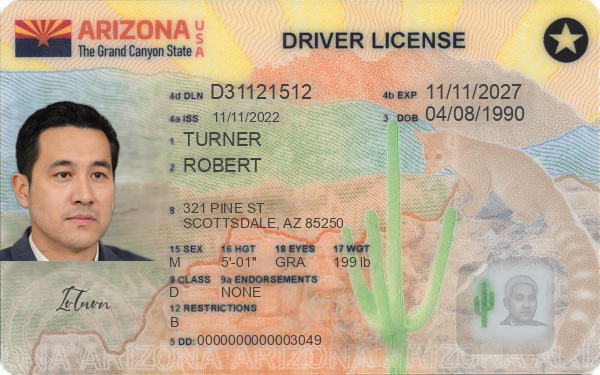 ARIZONA USA
The Grand Canyon State
DRIVER LICENSE
4d DLN D31121512
4b EXP 11/11/2027
4a ISS 11/11/2022
3 DOB 04/08/1990
1 TURNER
2 ROBERT
8 321 PINE ST
SCOTTSDALE, AZ 85250
15 SEX 16 HGT 18 EYES 17 WGT
M 5'-01" GRA 199 lb
9 CLASS 9a ENDORSEMENTS
D NONE
12 RESTRICTIONS
B
5 DD: 0000000000003049
ARIZONA ARIZONA ARIZONA ARIZONA